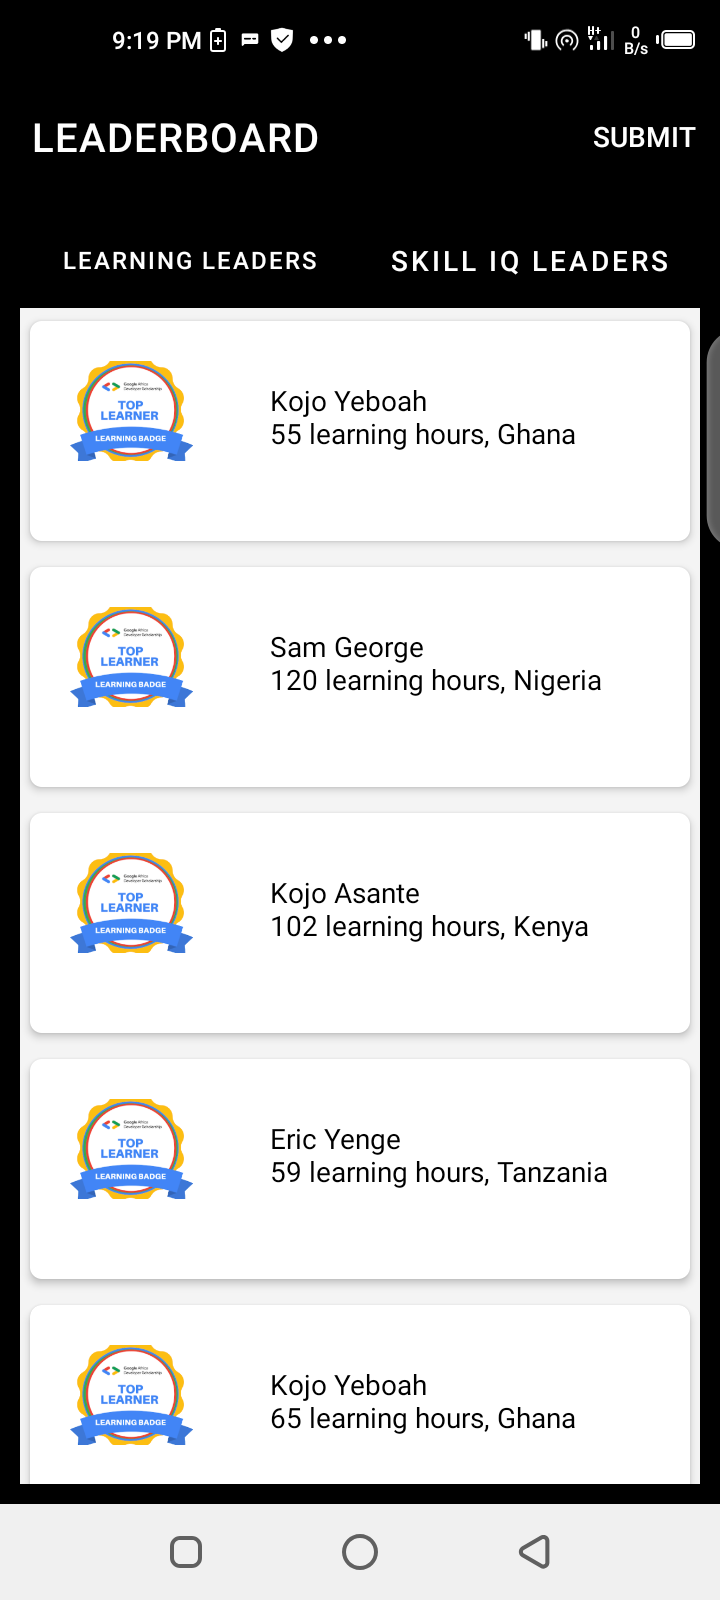 9:19 PM
H+
0
B/s
LEADERBOARD
SUBMIT
LEARNING LEADERS
SKILL IQ LEADERS
Google Africa
Developer Scholarship
TOP
LEARNER
LEARNING BADGE
Kojo Yeboah
55 learning hours, Ghana
Google Africa
Developer Scholarship
TOP
LEARNER
LEARNING BADGE
Sam George
120 learning hours, Nigeria
Google Africa
Developer Scholarship
TOP
LEARNER
LEARNING BADGE
Kojo Asante
102 learning hours, Kenya
Google Africa
Developer Scholarship
TOP
LEARNER
LEARNING BADGE
Eric Yenge
59 learning hours, Tanzania
Google Africa
Developer Scholarship
TOP
LEARNER
LEARNING BADGE
Kojo Yeboah
65 learning hours, Ghana